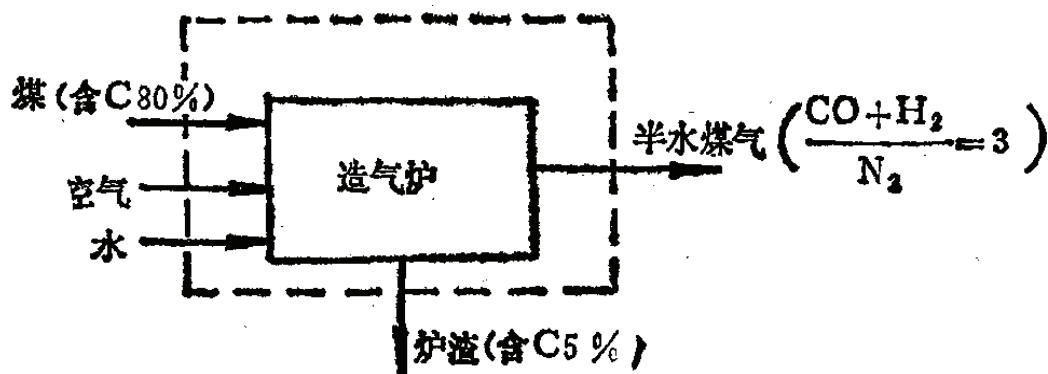 煤(含C80%)
空气
水
造气炉
半水煤气(CO+H₂/N₂=3)
炉渣(含C5%)